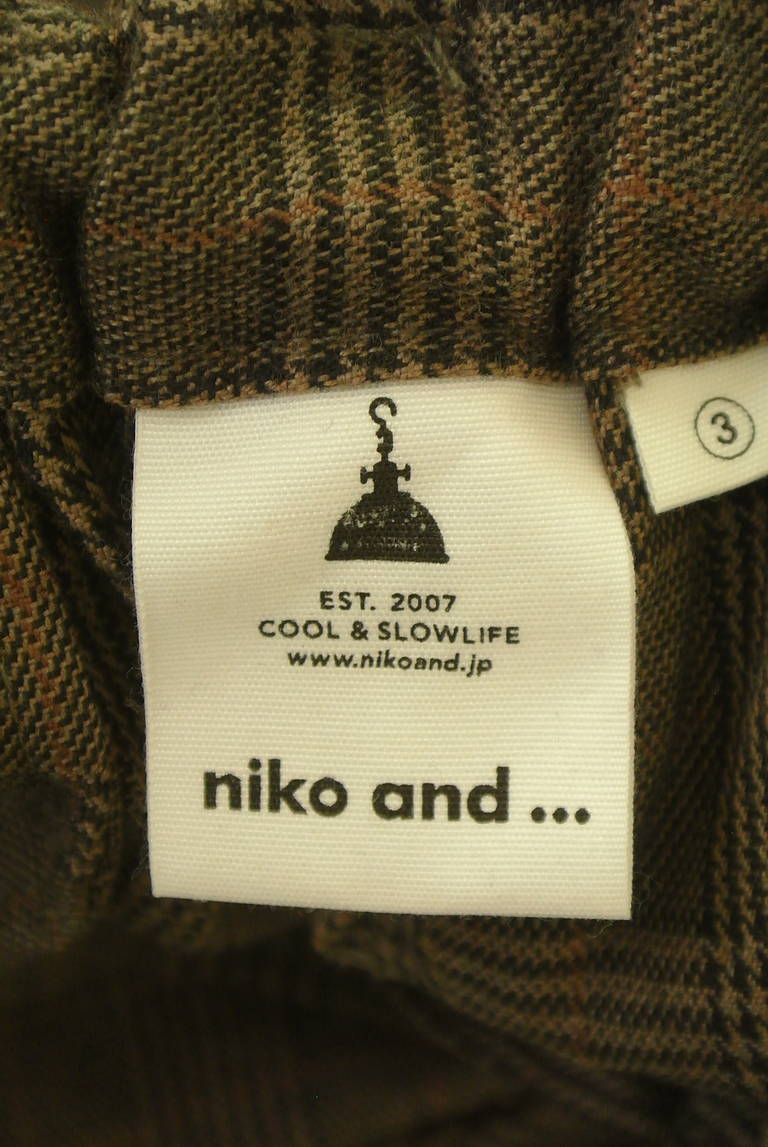 ③
EST. 2007
COOL & SLOWLIFE
www.nikoand.jp
niko and ...